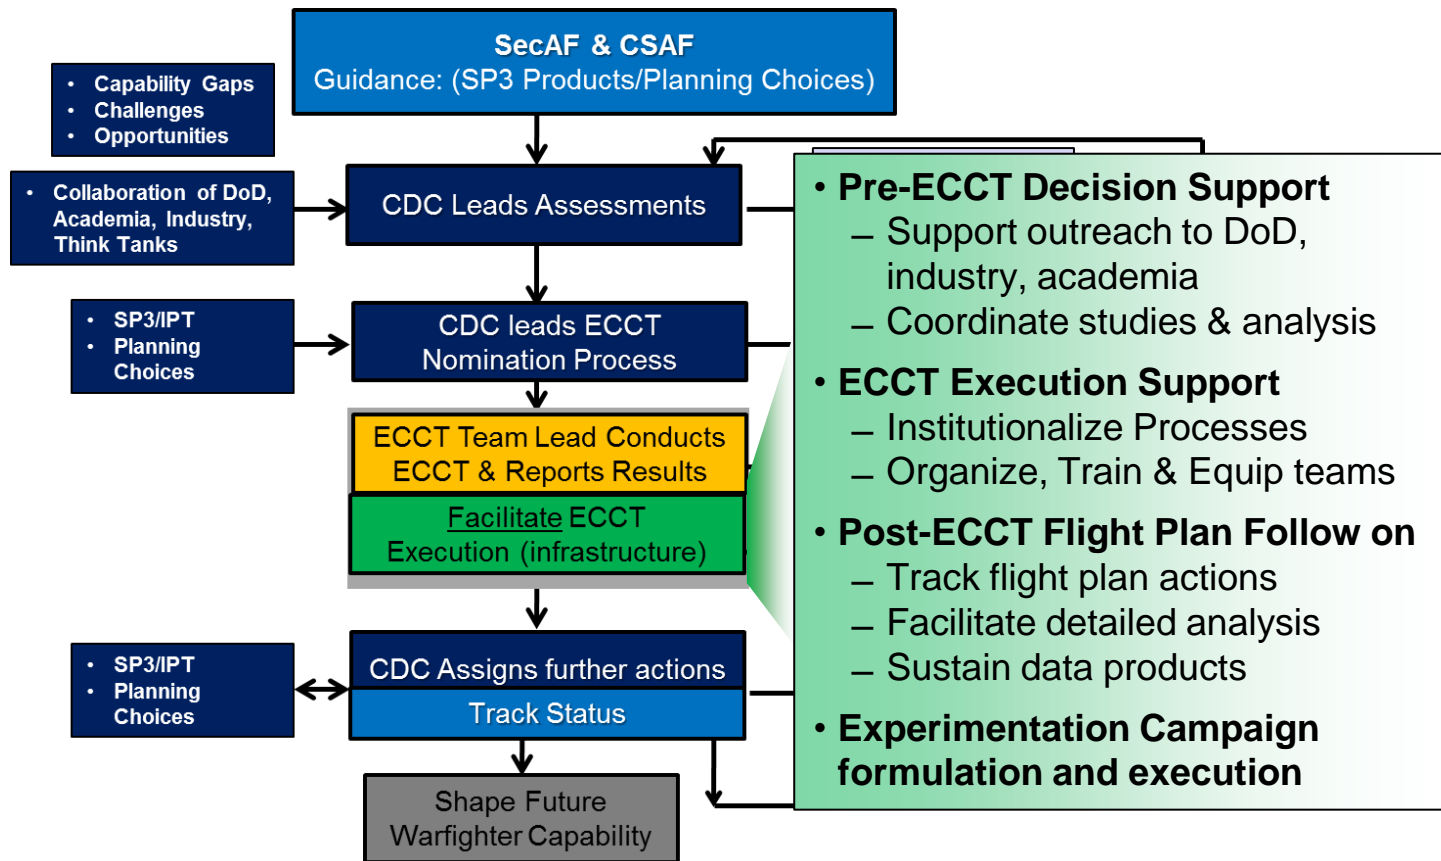 SecAF & CSAF
Guidance: (SP3 Products/Planning Choices)
• Capability Gaps
• Challenges
• Opportunities
• Collaboration of DoD,
Academia, Industry,
Think Tanks
CDC Leads Assessments
• SP3/IPT
• Planning
Choices
CDC leads ECCT
Nomination Process
ECCT Team Lead Conducts
ECCT & Reports Results
Facilitate ECCT
Execution (infrastructure)
• SP3/IPT
• Planning
Choices
CDC Assigns further actions
Track Status
Shape Future
Warfighter Capability
• Pre-ECCT Decision Support
– Support outreach to DoD,
industry, academia
– Coordinate studies & analysis
• ECCT Execution Support
– Institutionalize Processes
– Organize, Train & Equip teams
• Post-ECCT Flight Plan Follow on
– Track flight plan actions
– Facilitate detailed analysis
– Sustain data products
• Experimentation Campaign
formulation and execution